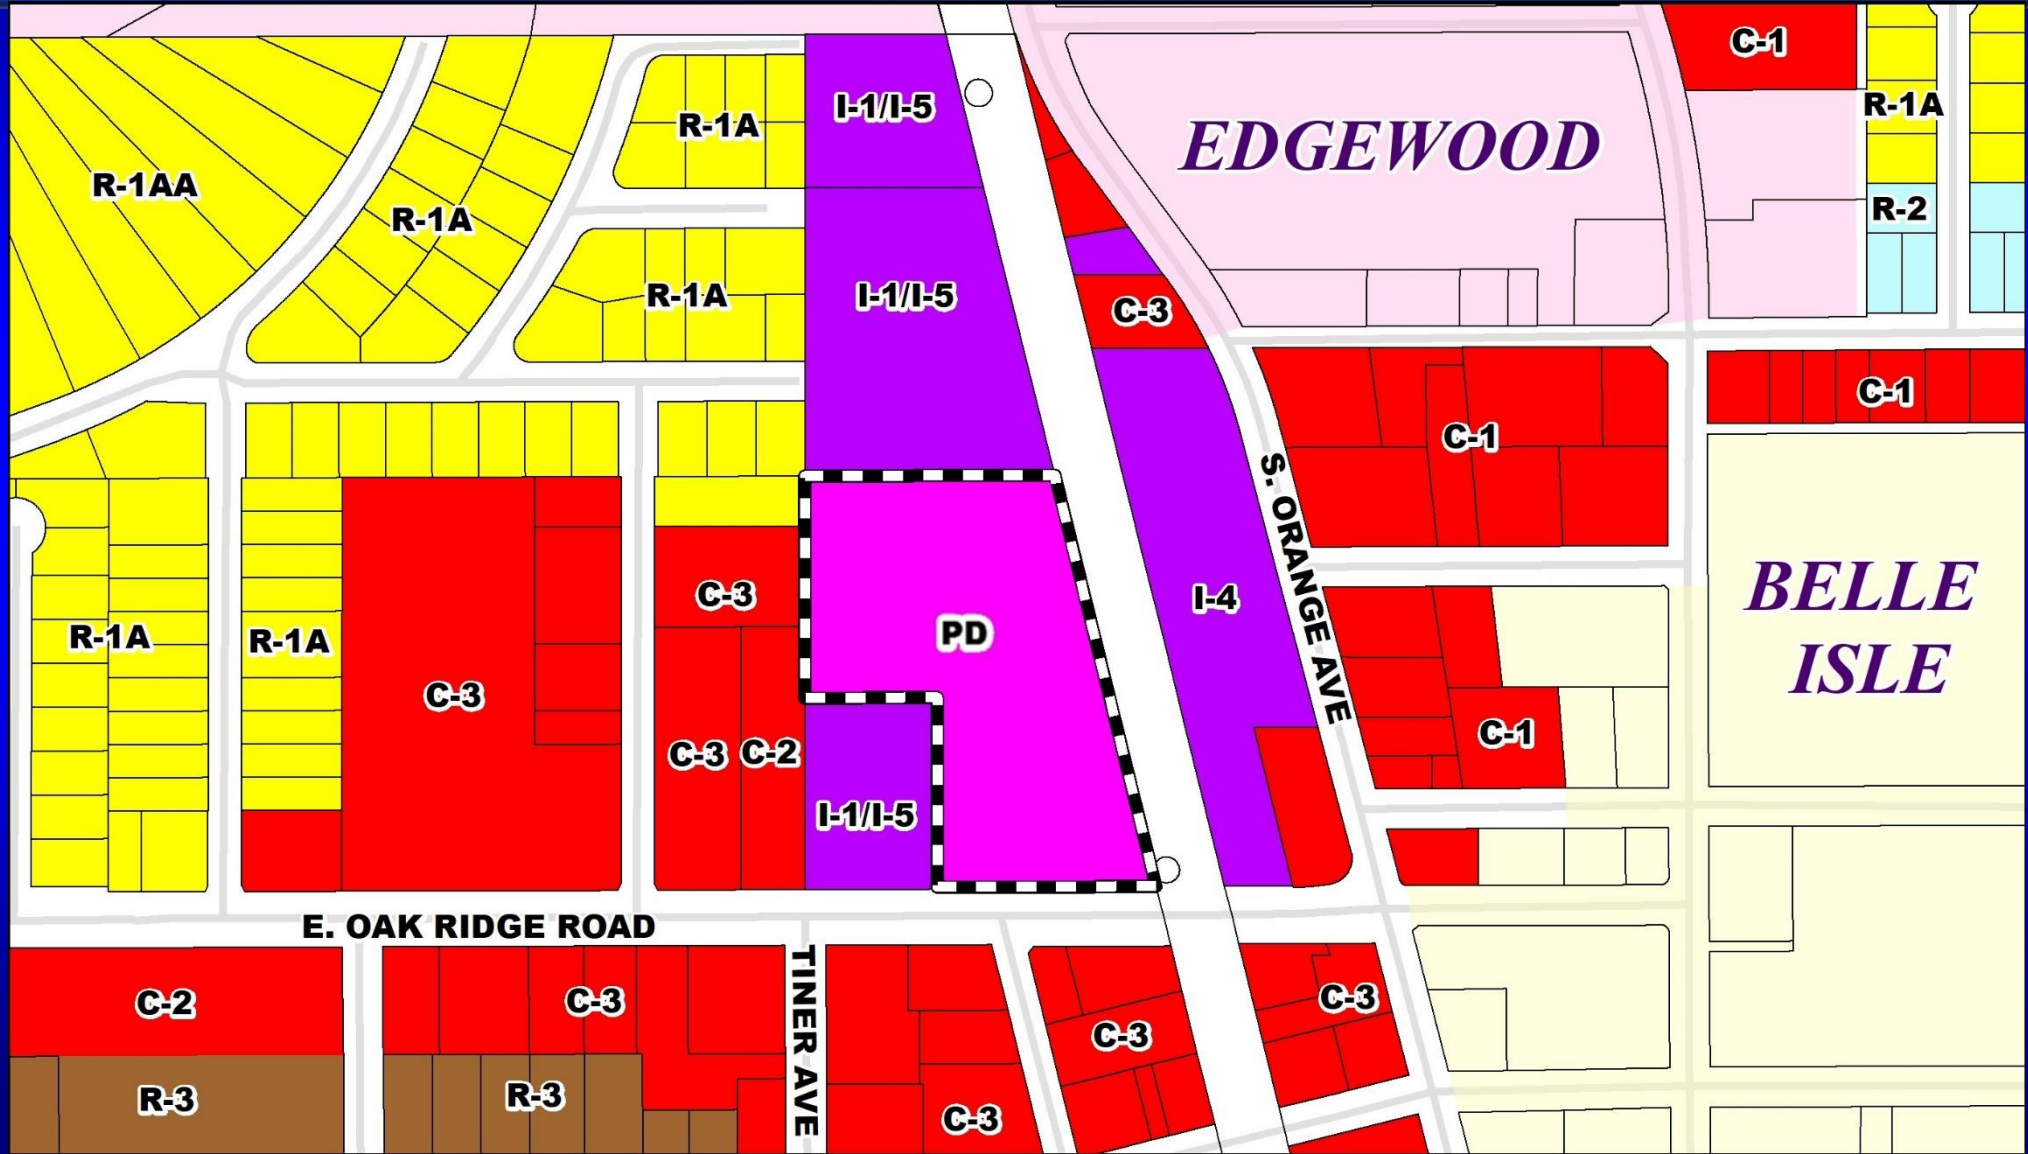 C-1
R-1A
I-1/I-5
R-1A
EDGEWOOD
R-1AA
R-1A
R-2
I-1/I-5
R-1A
C-3
C-1
C-1
S. ORANGE AVE
C-3
I-4
BELLE
ISLE
PD
R-1A
R-1A
C-3
C-3
C-2
C-1
I-1/I-5
E. OAK RIDGE ROAD
TINER AVE
C-2
C-3
C-3
C-3
R-3
R-3
C-3